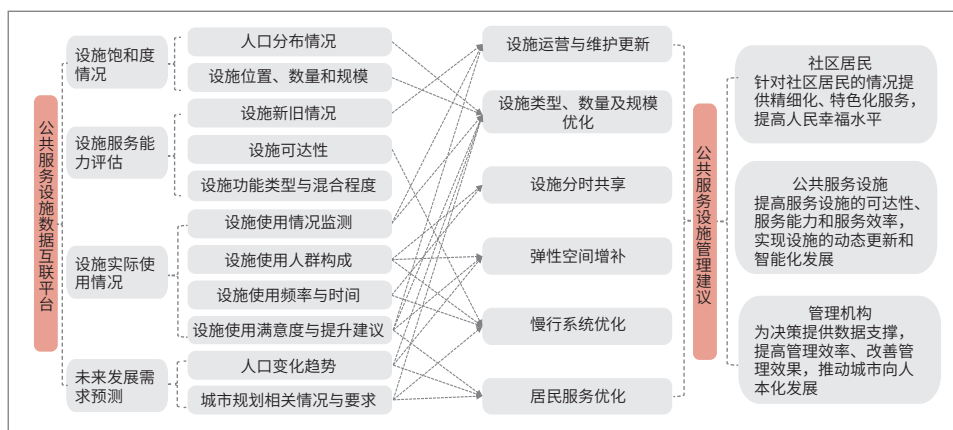 公共服务设施数据互联平台
设施饱和度
情况
设施服务能
力评估
设施实际使
用情况
未来发展需
求预测
人口分布情况
设施位置、数量和规模
设施新旧情况
设施可达性
设施功能类型与混合程度
设施使用情况监测
设施使用人群构成
设施使用频率与时间
设施使用满意度与提升建议
人口变化趋势
城市规划相关情况与要求
设施运营与维护更新
设施类型、数量及规模
优化
设施分时共享
弹性空间增补
慢行系统优化
居民服务优化
公共服务设施管理建议
社区居民
针对社区居民的情况提
供精细化、特色化服务，
提高人民幸福水平
公共服务设施
提高服务设施的可达性、
服务能力和服务效率，
实现设施的动态更新和
智能化发展
管理机构
为决策提供数据支撑，
提高管理效率、改善管
理效果，推动城市向人
本化发展